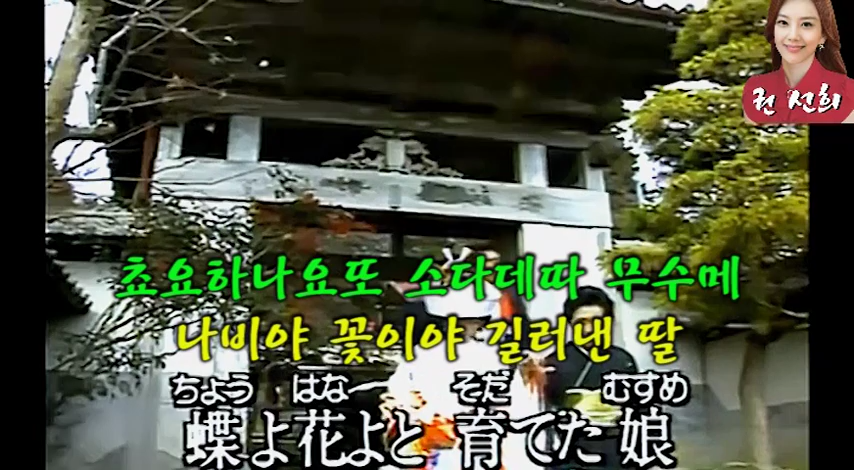 권 선희
쵸요하나요또 소다데따 무수메
나비야 꽃이야 길러낸 딸
ちょう はな そだ むすめ
蝶よ花よと 育てた 娘